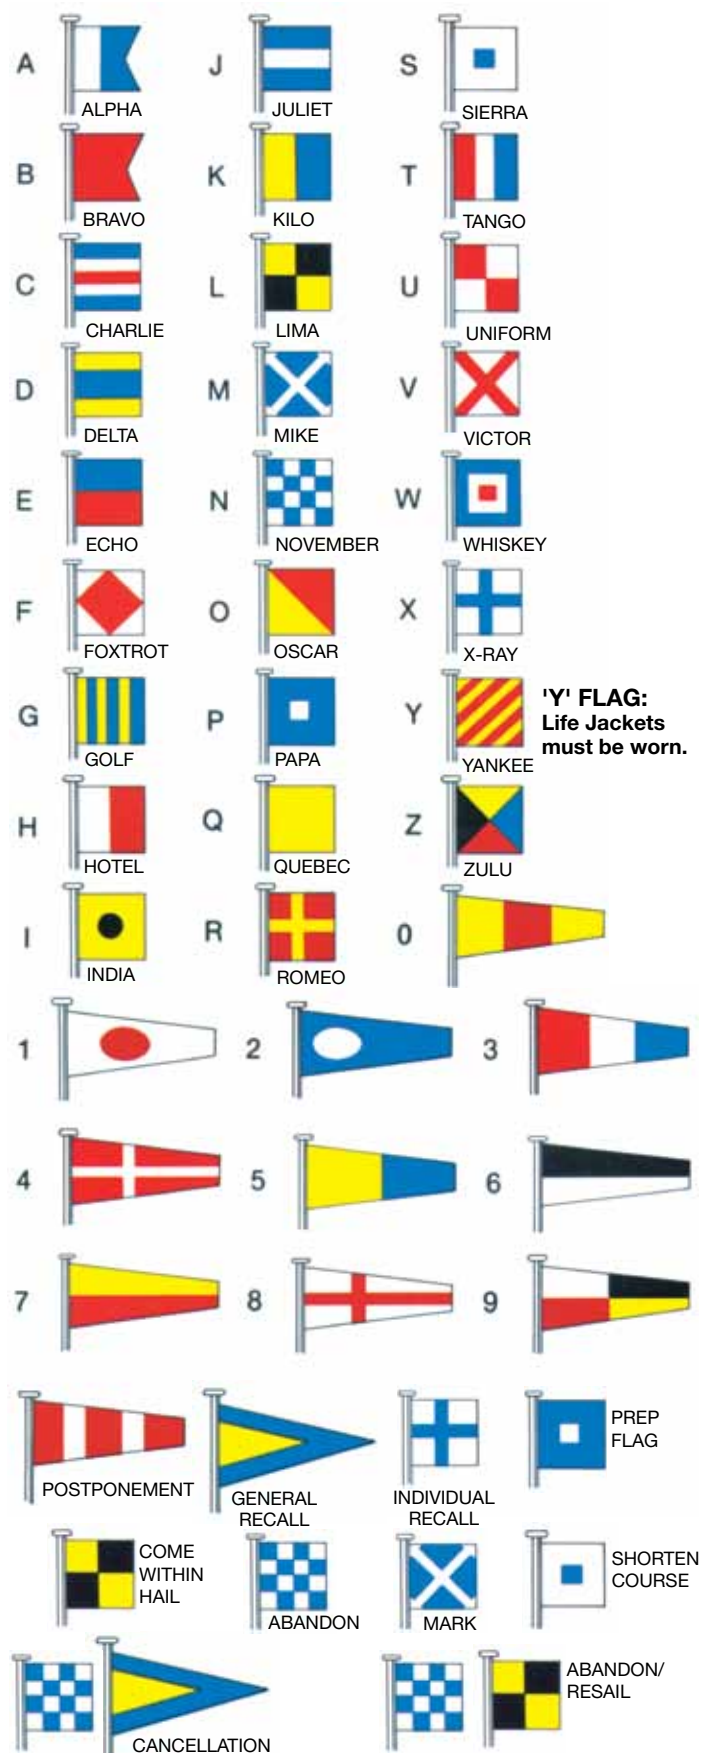 A
ALPHA
J
JULIET
S
SIERRA
B
BRAVO
K
KILO
T
TANGO
C
CHARLIE
L
LIMA
U
UNIFORM
D
DELTA
M
MIKE
V
VICTOR
E
ECHO
N
NOVEMBER
W
WHISKEY
F
FOXTROT
O
OSCAR
X
X-RAY
G
GOLF
P
PAPA
Y
YANKEE
'Y' FLAG:
Life Jackets
must be worn.
H
HOTEL
Q
QUEBEC
Z
ZULU
I
INDIA
R
ROMEO
0
1
2
3
4
5
6
7
8
9
POSTPONEMENT
GENERAL
RECALL
INDIVIDUAL
RECALL
PREP
FLAG
COME
WITHIN
HAIL
ABANDON
MARK
SHORTEN
COURSE
CANCELLATION
ABANDON/
RESAIL